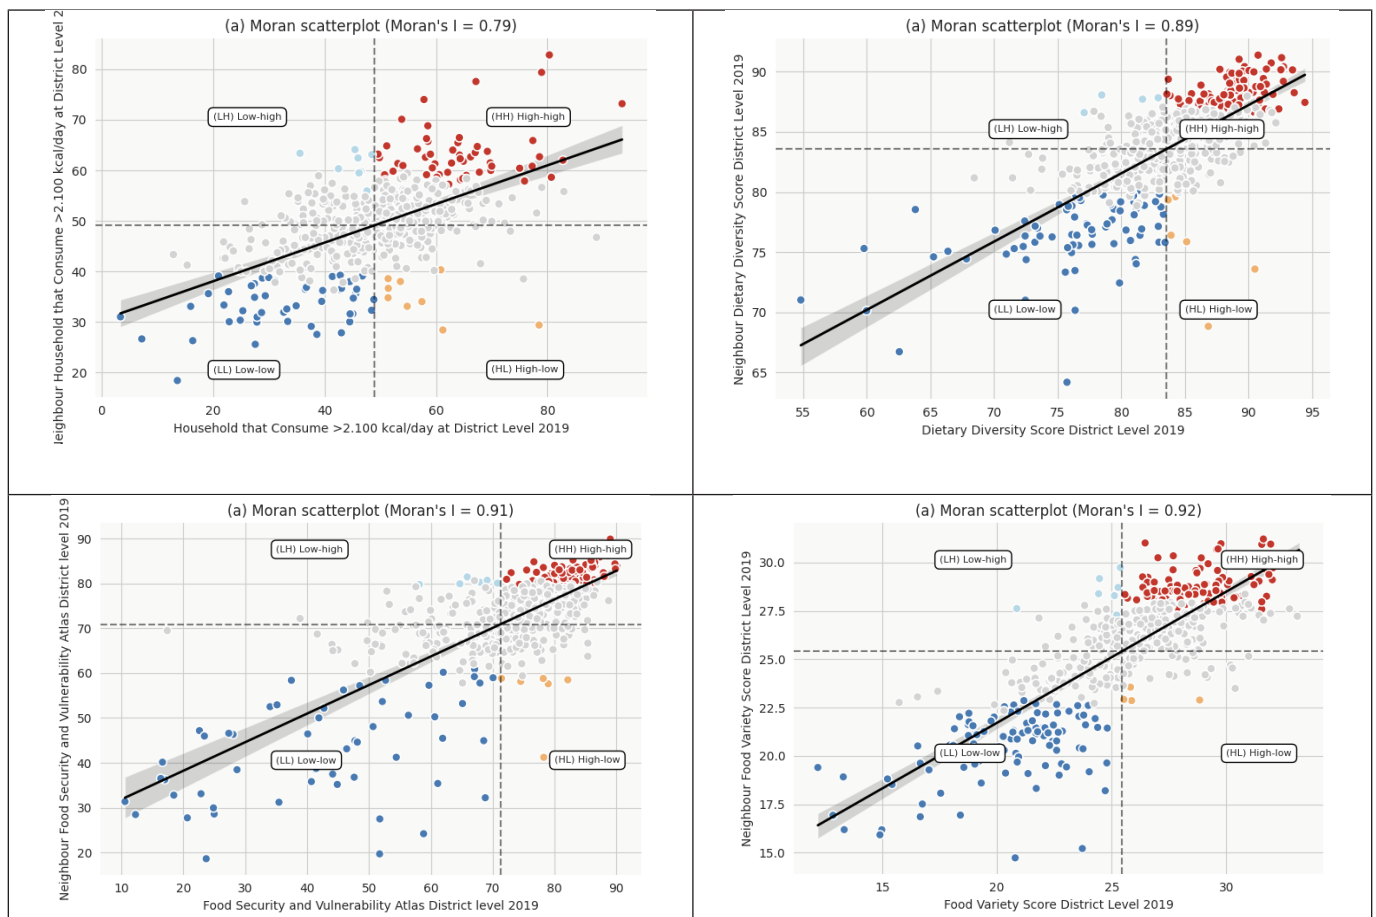 (a) Moran scatterplot (Moran's I = 0.79)
Neighbour Household that Consume >2.100 kcal/day at District Level 2
80
70
60
50
40
30
20
(LH) Low-high
(HH) High-high
(LL) Low-low
(HL) High-low
0
20
40
60
80
Household that Consume >2.100 kcal/day at District Level 2019
(a) Moran scatterplot (Moran's I = 0.89)
Neighbour Dietary Diversity Score District Level 2019
90
85
80
75
70
65
(LH) Low-high
(HH) High-high
(LL) Low-low
(HL) High-low
55
60
65
70
75
80
85
90
95
Dietary Diversity Score District Level 2019
(a) Moran scatterplot (Moran's I = 0.91)
Neighbour Food Security and Vulnerability Atlas District level 2019
90
80
70
60
50
40
30
20
(LH) Low-high
(HH) High-high
(LL) Low-low
(HL) High-low
10
20
30
40
50
60
70
80
90
Food Security and Vulnerability Atlas District level 2019
(a) Moran scatterplot (Moran's I = 0.92)
Neighbour Food Variety Score District Level 2019
30.0
27.5
25.0
22.5
20.0
17.5
15.0
(LH) Low-high
(HH) High-high
(LL) Low-low
(HL) High-low
15
20
25
30
Food Variety Score District Level 2019